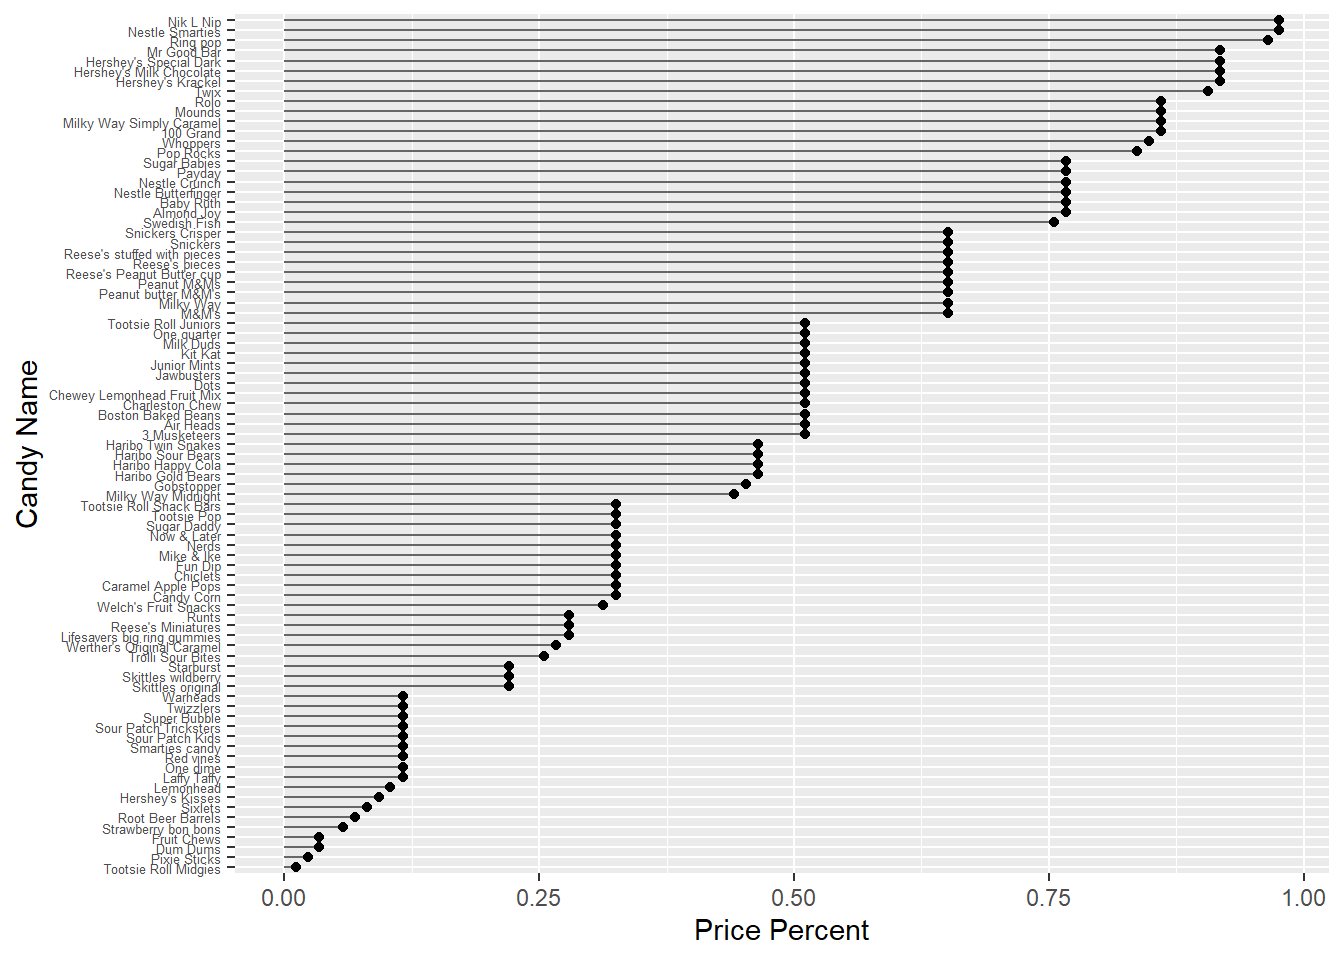 Nik L Nip
Nestle Smarties
Ring pop
Mr Good Bar
Hershey's Special Dark
Hershey's Milk Chocolate
Hershey's Krackel
Twix
Rolo
Mounds
Milky Way Simply Caramel
100 Grand
Whoppers
Pop Rocks
Sugar Babies
Payday
Nestle Crunch
Nestle Butterfinger
Baby Ruth
Almond Joy
Swedish Fish
Snickers Crisper
Snickers
Reese's stuffed with pieces
Reese's pieces
Reese's Peanut Butter cup
Peanut M&Ms
Peanut butter M&M's
Milky Way
M&M's
Tootsie Roll Juniors
One quarter
Milk Duds
Kit Kat
Junior Mints
Jawbusters
Dots
Chewey Lemonhead Fruit Mix
Charleston Chew
Boston Baked Beans
Air Heads
3 Musketeers
Haribo Twin Snakes
Haribo Sour Bears
Haribo Happy Cola
Haribo Gold Bears
Gobstopper
Milky Way Midnight
Tootsie Roll Snack Bars
Tootsie Pop
Sugar Daddy
Now & Later
Nerds
Mike & Ike
Fun Dip
Chiclets
Caramel Apple Pops
Candy Corn
Welch's Fruit Snacks
Runts
Reese's Miniatures
Lifesavers big ring gummies
Werther's Original Caramel
Trolli Sour Bites
Starburst
Skittles wildberry
Skittles original
Warheads
Twizzlers
Super Bubble
Sour Patch Tricksters
Sour Patch Kids
Smarties candy
Red vines
One dime
Laffy Taffy
Lemonhead
Hershey's Kisses
Sixlets
Root Beer Barrels
Strawberry bon bons
Fruit Chews
Dum Dums
Pixie Sticks
Tootsie Roll Midgies
Candy Name
0.00 0.25 0.50 0.75 1.00
Price Percent